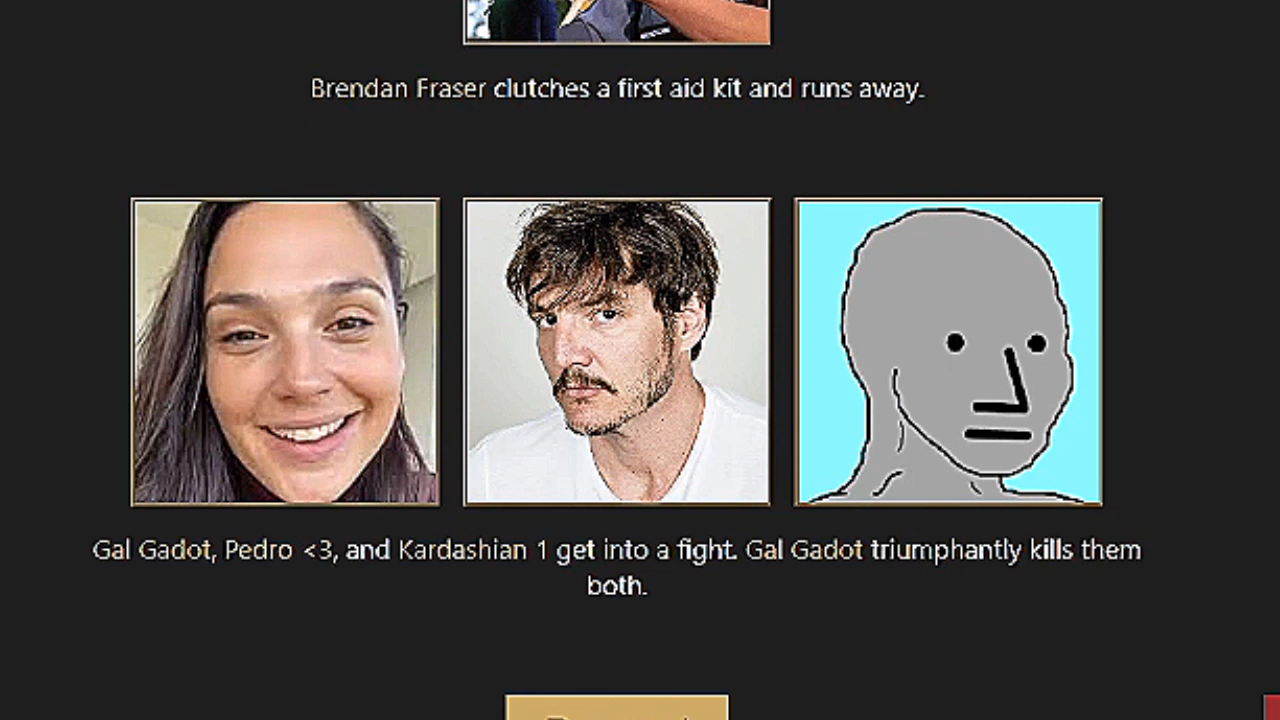 Brendan Fraser clutches a first aid kit and runs away.
Gal Gadot, Pedro <3, and Kardashian 1 get into a fight. Gal Gadot triumphantly kills them
both.